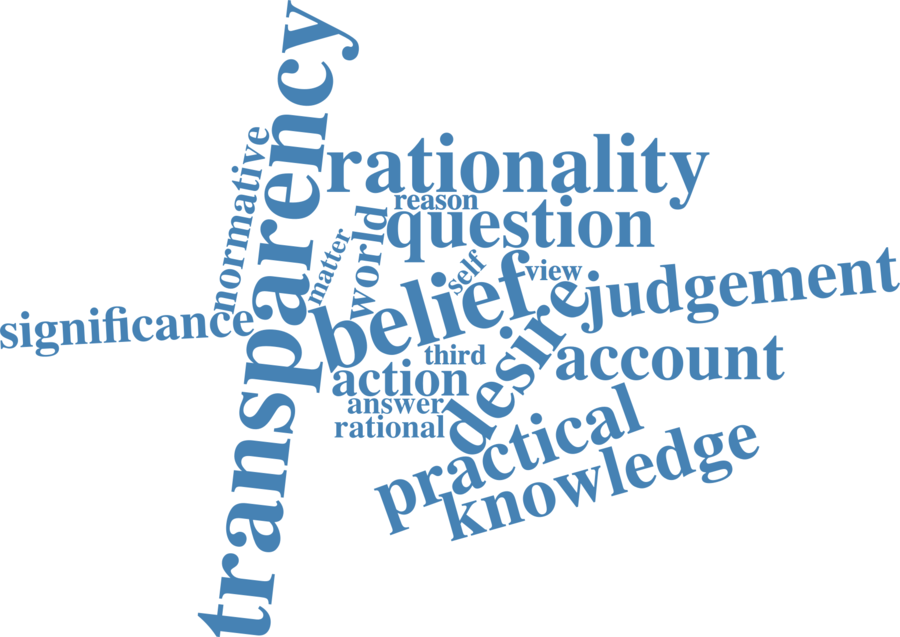 transparency
normative
rationality
reason
question
world
matter
self
view
belief
judgement
significance
desire
third
account
action
answer
rational
practical
knowledge